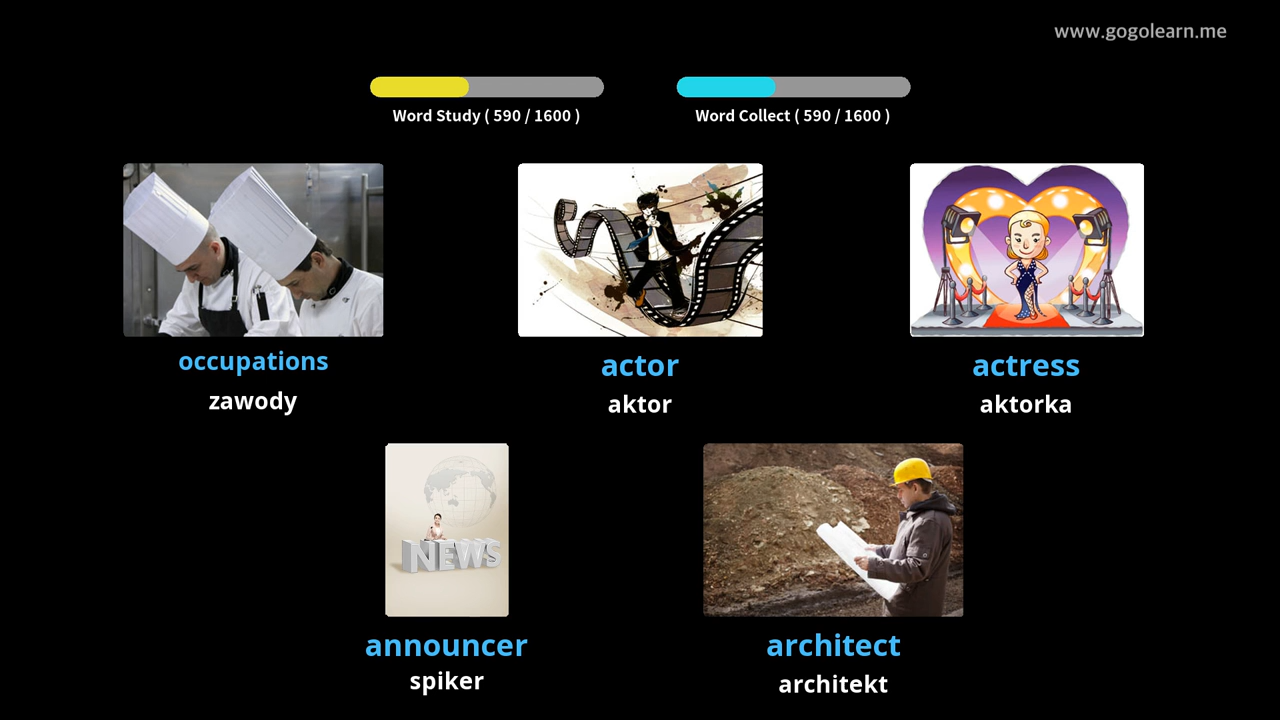 www.gogolearn.me
Word Study ( 590 / 1600 )
Word Collect ( 590 / 1600 )
occupations
zawody
actor
aktor
actress
aktorka
NEWS
announcer
spiker
architect
architekt